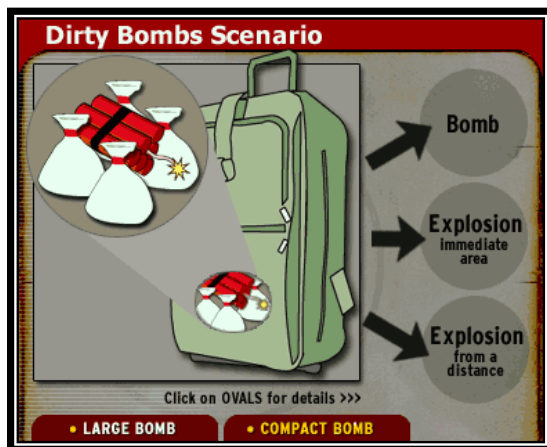 Dirty Bombs Scenario
Bomb
Explosion
immediate
area
Explosion
from a
distance
Click on OVALS for details >>>
• LARGE BOMB
• COMPACT BOMB